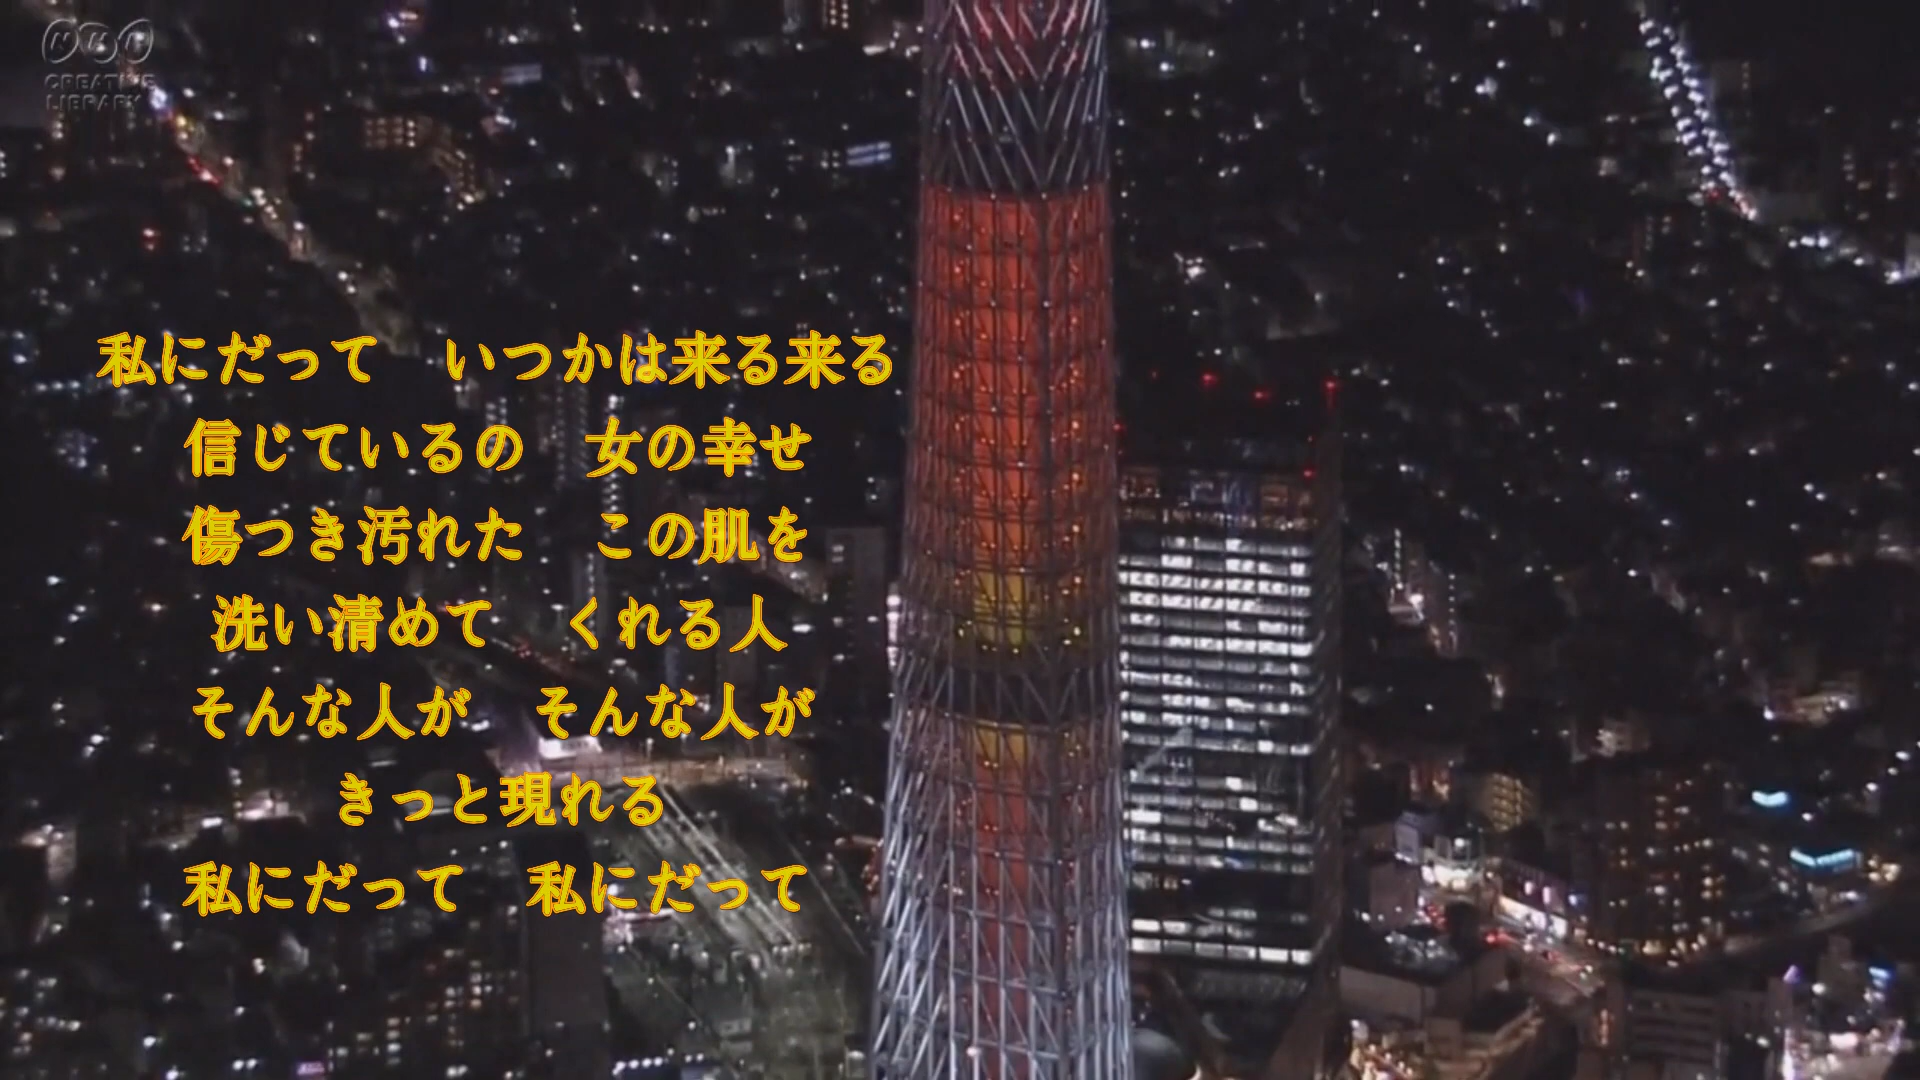 NHK
CREATIVE
LIBRARY
私にだって　いつかは来る来る
信じているの　女の幸せ
傷つき汚れた　この肌を
洗い清めて　くれる人
そんな人が　そんな人が
きっと現れる
私にだって　私にだって